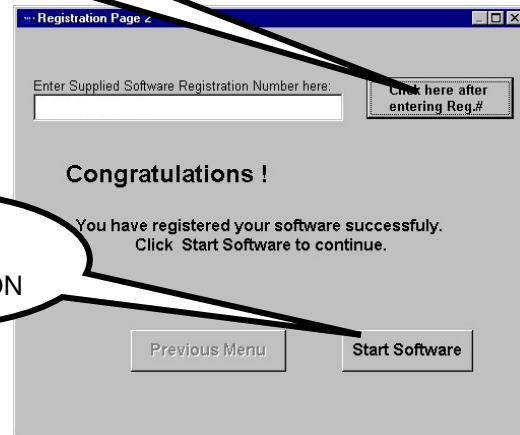 Registration Page 2
Enter Supplied Software Registration Number here:
Click here after
entering Reg.#
Congratulations !
You have registered your software successfuly.
Click Start Software to continue.
ON
Previous Menu
Start Software